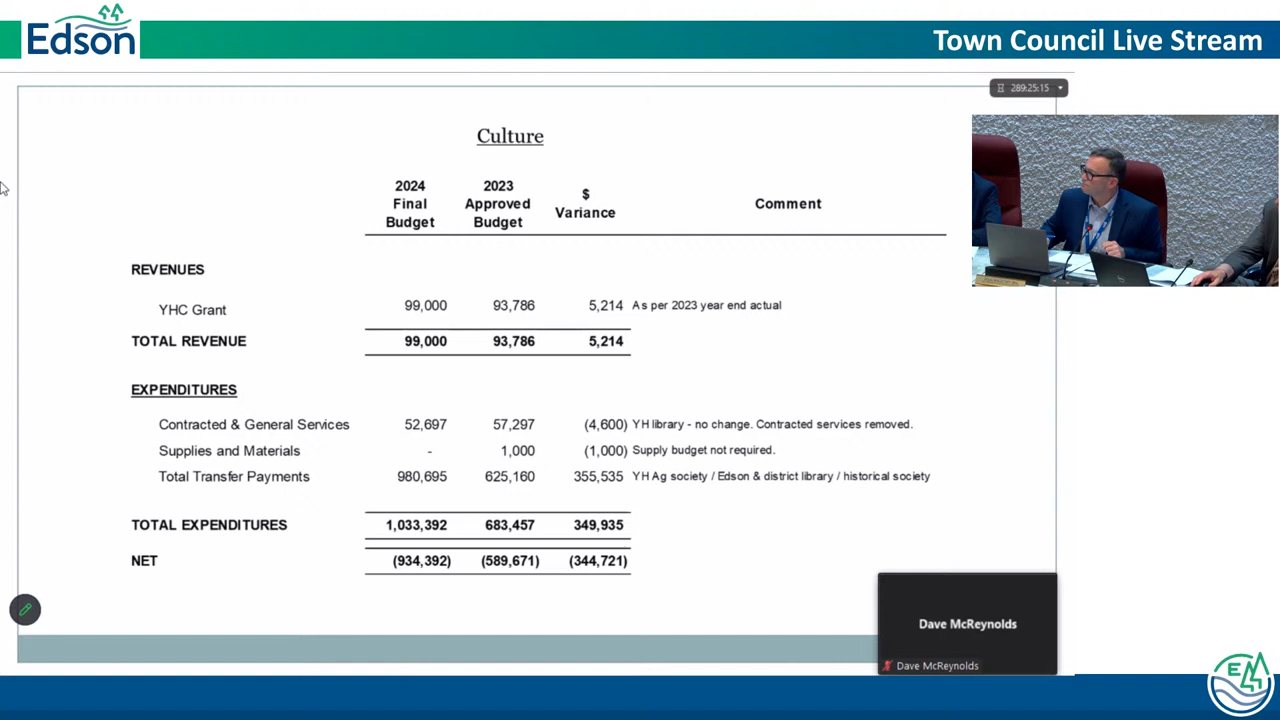 Edson
Town Council Live Stream
289:25:15
Culture
2024 Final Budget
2023 Approved Budget
$ Variance
Comment
REVENUES
YHC Grant 99,000 93,786 5,214 As per 2023 year end actual
TOTAL REVENUE 99,000 93,786 5,214
EXPENDITURES
Contracted & General Services 52,697 57,297 (4,600) YH library - no change. Contracted services removed.
Supplies and Materials - 1,000 (1,000) Supply budget not required.
Total Transfer Payments 980,695 625,160 355,535 YH Ag society / Edson & district library / historical society
TOTAL EXPENDITURES 1,033,392 683,457 349,935
NET (934,392) (589,671) (344,721)
Dave McReynolds
Dave McReynolds